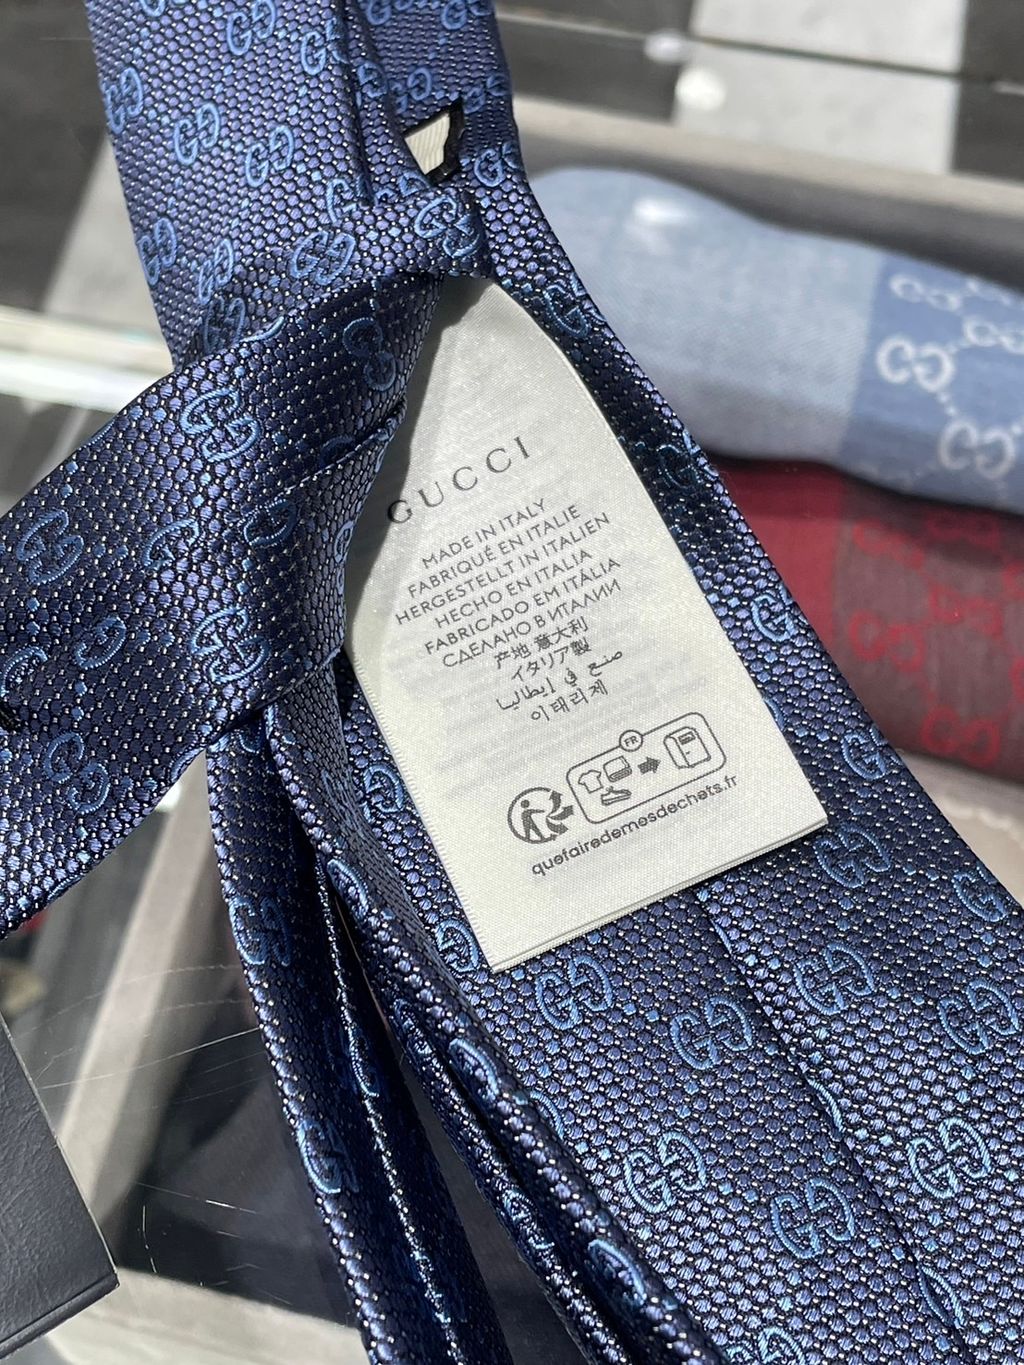 GUCCI
MADE IN ITALY
FABRIQUÉ EN ITALIE
HERGESTELLT IN ITALIEN
HECHO EN ITALIA
FABRICADO EM ITÁLIA
СДЕЛАНО В ИТАЛИИ
产地 意大利
イタリア製
صنع في إيطاليا
이태리제
FR
quefairedemesdechets.fr